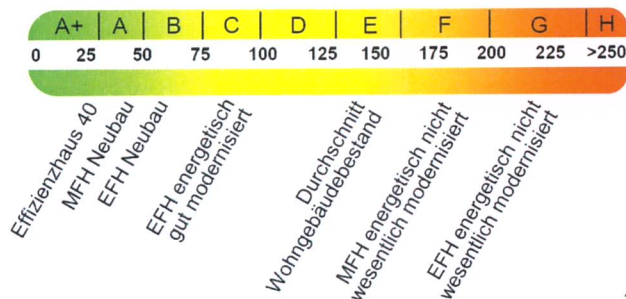 A+ A B C D E F G H
0 25 50 75 100 125 150 175 200 225 >250
Effizienzhaus 40
MFH Neubau
EFH Neubau
EFH energetisch
gut modernisiert
Durchschnitt
Wohngebäudebestand
MFH energetisch nicht
wesentlich modernisiert
EFH energetisch nicht
wesentlich modernisiert